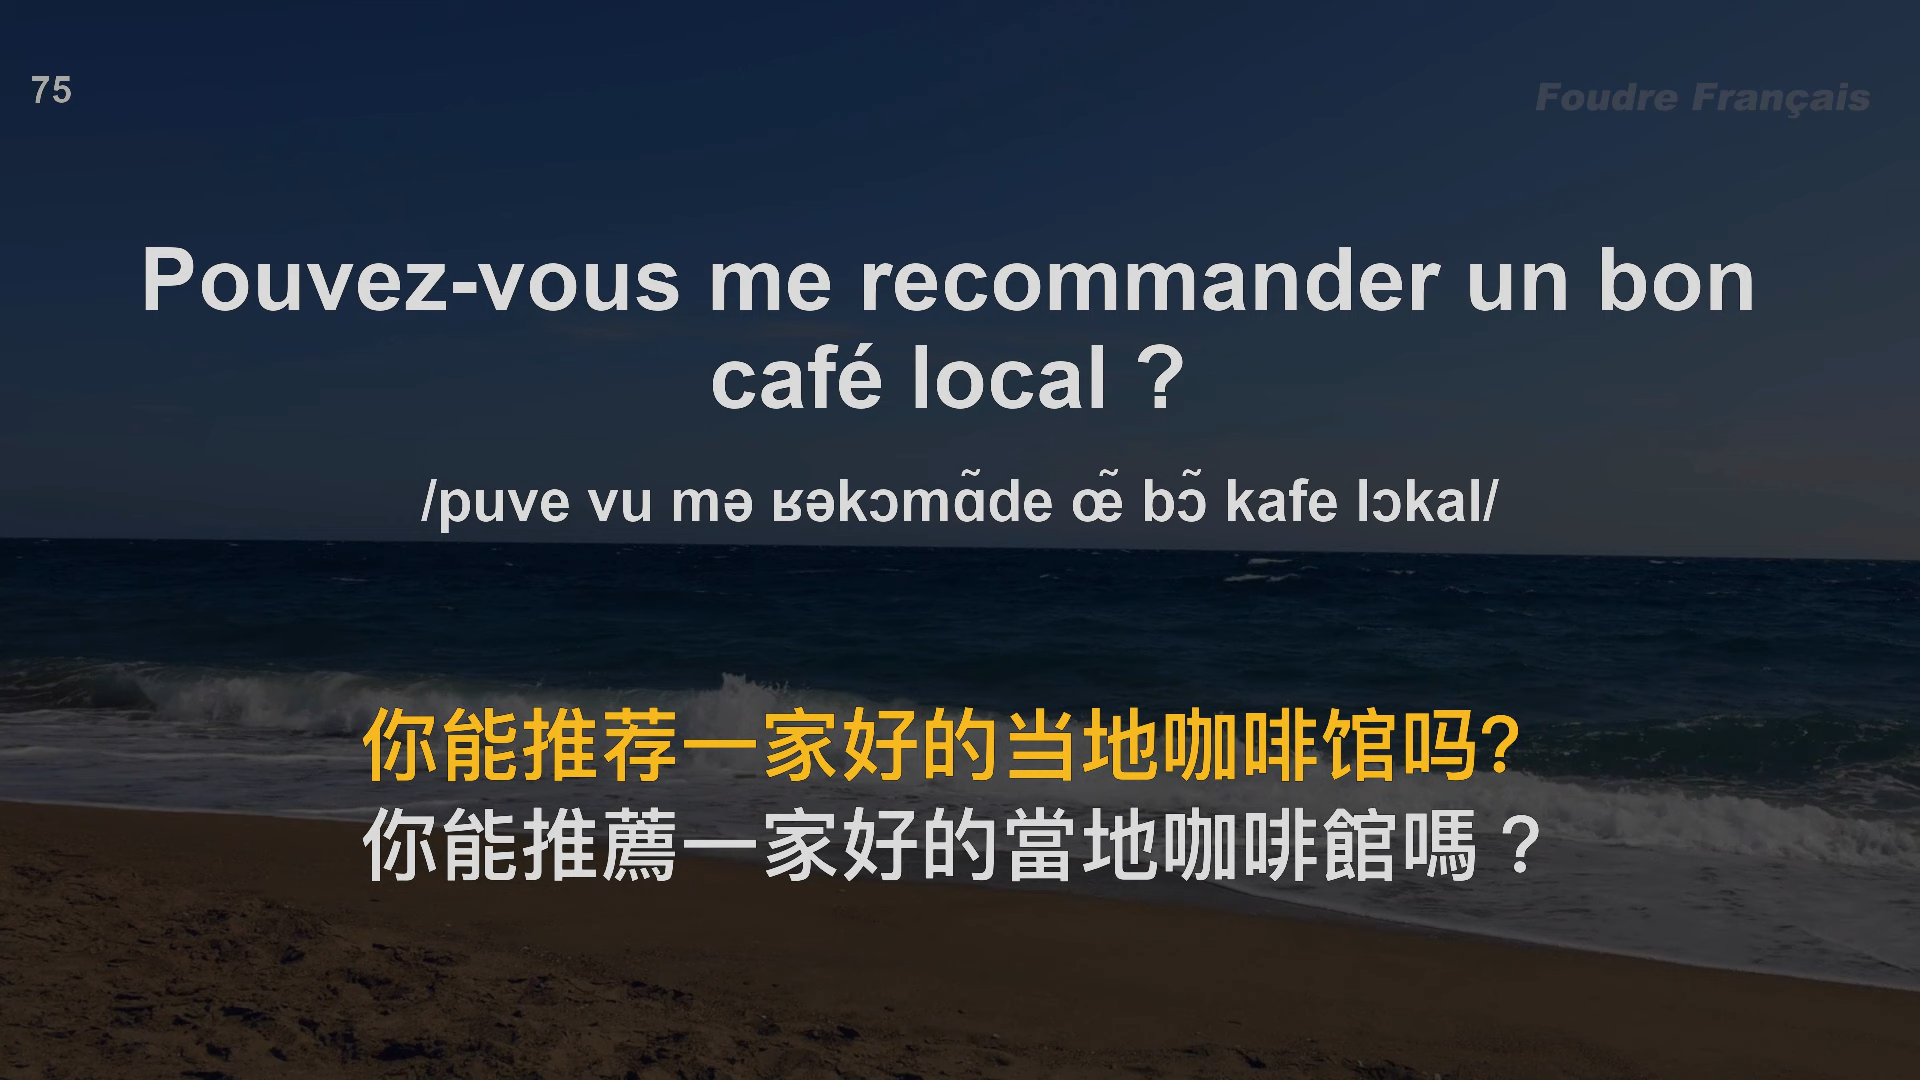 75
Foudre Français
Pouvez-vous me recommander un bon
café local ?
/puve vu mə ʁəkɔmɑ̃de œ̃ bɔ̃ kafe lɔkal/
你能推荐一家好的当地咖啡馆吗?
你能推薦一家好的當地咖啡館嗎？